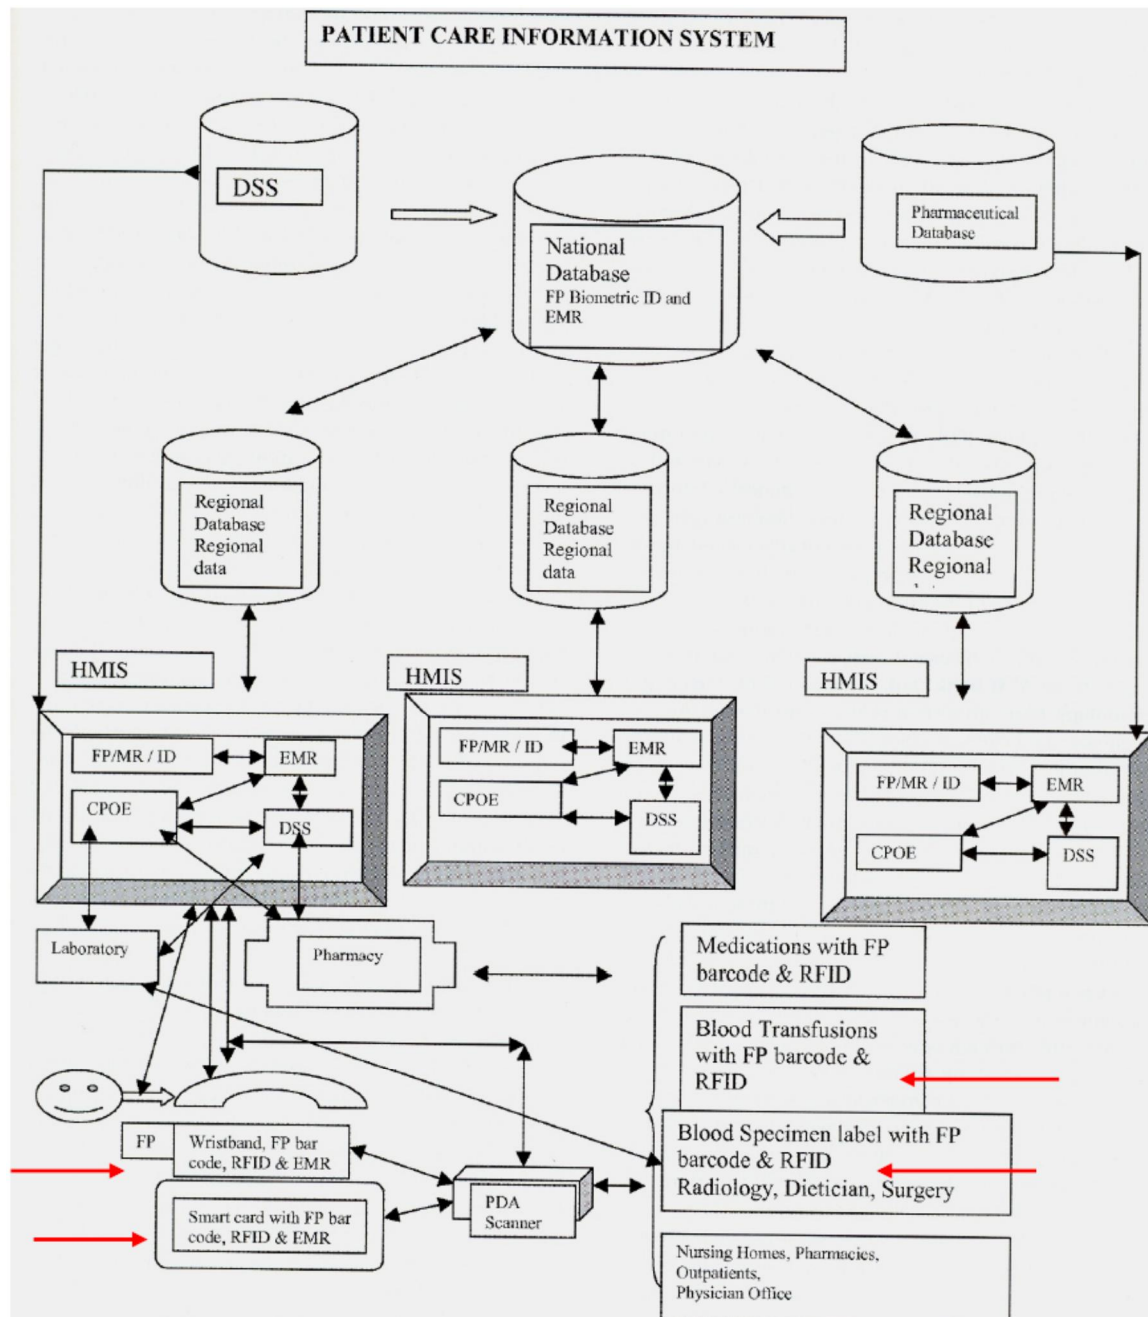 PATIENT CARE INFORMATION SYSTEM
DSS
National
Database
FP Biometric ID and
EMR
Pharmaceutical
Database
Regional
Database
Regional
data
Regional
Database
Regional
data
Regional
Database
Regional
HMIS
HMIS
HMIS
FP/MR / ID
EMR
CPOE
DSS
FP/MR / ID
EMR
CPOE
DSS
FP/MR / ID
EMR
CPOE
DSS
Laboratory
Pharmacy
Medications with FP
barcode & RFID
Blood Transfusions
with FP barcode &
RFID
FP
Wristband, FP bar
code, RFID & EMR
Blood Specimen label with FP
barcode & RFID
Radiology, Dietician, Surgery
Smart card with FP bar
code, RFID & EMR
PDA
Scanner
Nursing Homes, Pharmacies,
Outpatients,
Physician Office